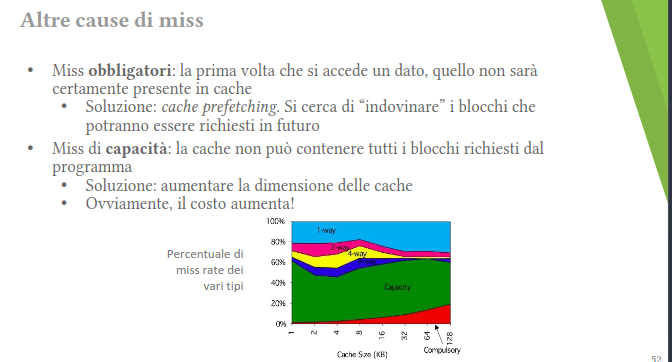 Altre cause di miss
• Miss obbligatori: la prima volta che si accede un dato, quello non sarà
certamente presente in cache
• Soluzione: cache prefetching. Si cerca di “indovinare“ i blocchi che
potranno essere richiesti in futuro
• Miss di capacità: la cache non può contenere tutti i blocchi richiesti dal
programma
• Soluzione: aumentare la dimensione delle cache
• Ovviamente, il costo aumenta!
Percentuale di
miss rate dei
vari tipi
100%
80%
60%
40%
20%
0%
1-way
2-way
4-way
Capacity
1 2 4 8 16 32 64 128
Compulsory
Cache Size (KB)
52